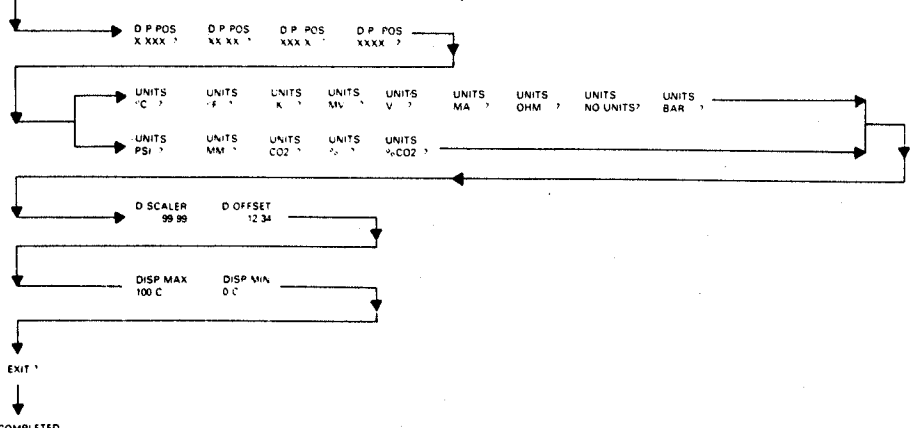 D P POS D P POS D P POS D P POS
X XXX ? XX XX ? XXX X ? XXXX ?
UNITS UNITS UNITS UNITS UNITS UNITS UNITS UNITS UNITS
°C ? °F ? K ? MV ? V ? MA ? OHM ? NO UNITS? BAR ?
UNITS UNITS UNITS UNITS UNITS
PSI ? MM ? CO2 ? % ? %CO2 ?
D SCALER D OFFSET
99 99 12 34
DISP MAX DISP MIN
100 C 0 C
EXIT ?
COMPLETED